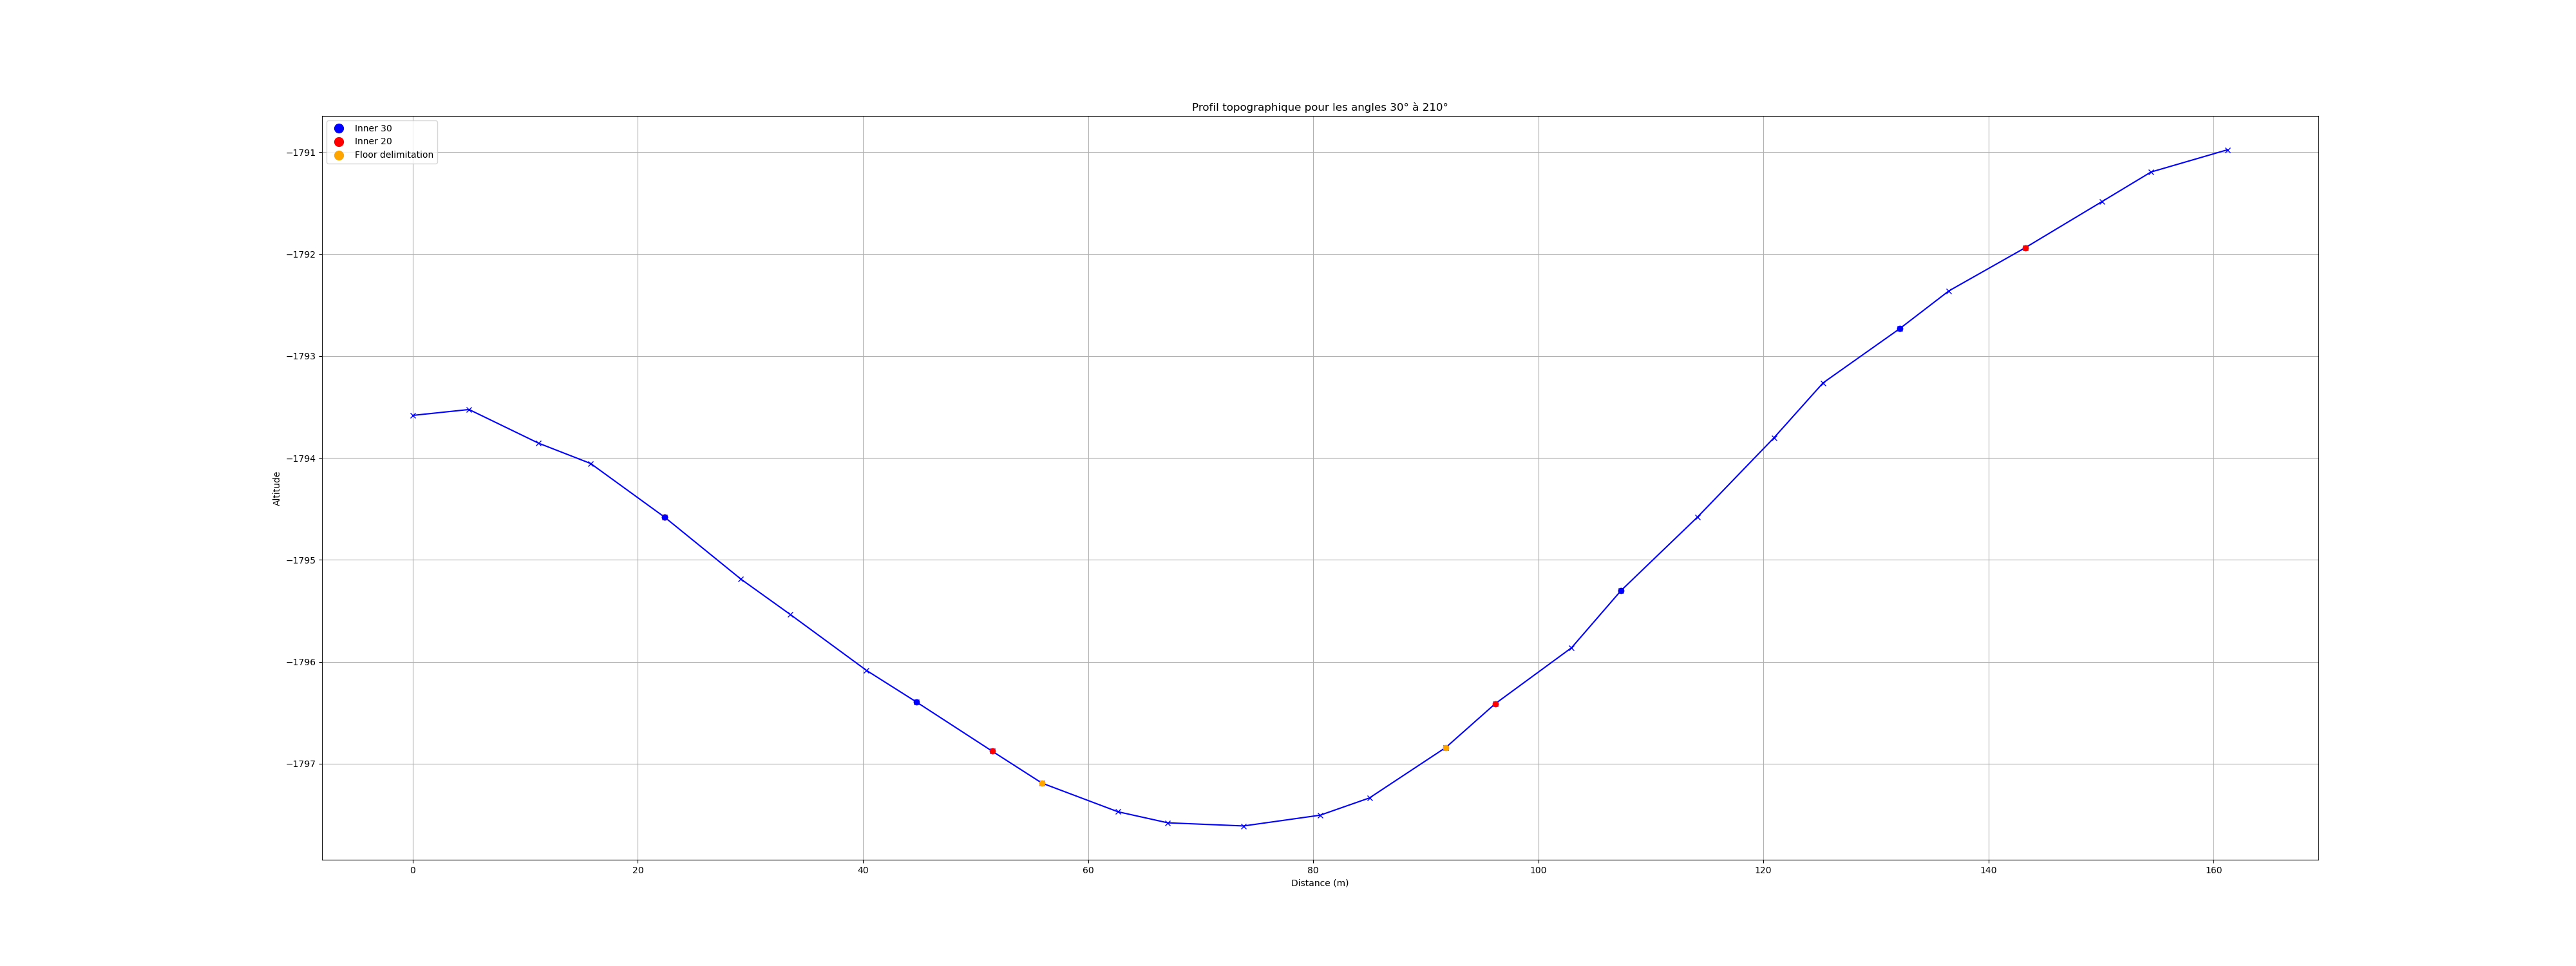 Profil topographique pour les angles 30° à 210°
Inner 30
Inner 20
Floor delimitation
−1791
−1792
−1793
−1794
−1795
−1796
−1797
Altitude
0 20 40 60 80 100 120 140 160
Distance (m)